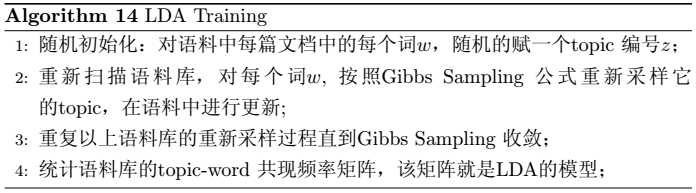 Algorithm 14 LDA Training
1: 随机初始化：对语料中每篇文档中的每个词w，随机的赋一个topic 编号z；
2: 重新扫描语料库，对每个词w, 按照Gibbs Sampling 公式重新采样它
的topic，在语料中进行更新;
3: 重复以上语料库的重新采样过程直到Gibbs Sampling 收敛；
4: 统计语料库的topic-word 共现频率矩阵，该矩阵就是LDA的模型；